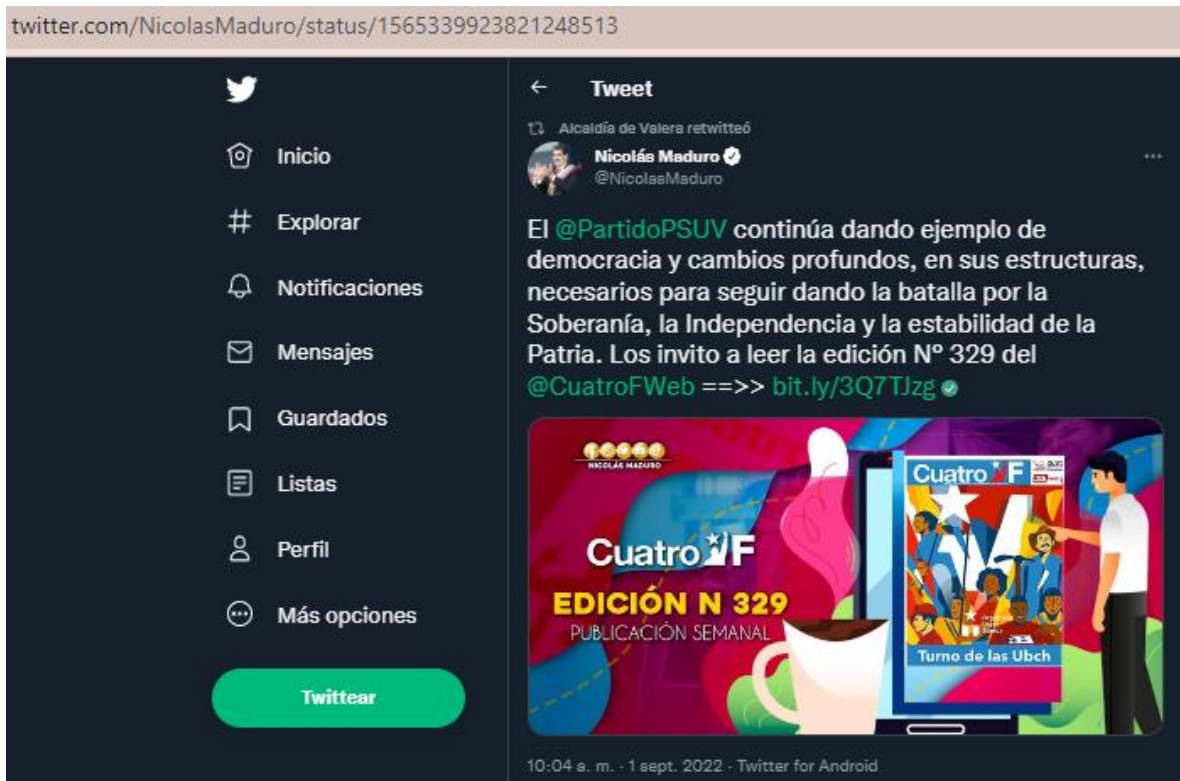 twitter.com/NicolasMaduro/status/1565339923821248513
Inicio
Explorar
Notificaciones
Mensajes
Guardados
Listas
Perfil
Más opciones
Twittear
Tweet
Alcaldía de Valera retwitteó
Nicolás Maduro
@NicolasMaduro
El @PartidoPSUV continúa dando ejemplo de
democracia y cambios profundos, en sus estructuras,
necesarios para seguir dando la batalla por la
Soberanía, la Independencia y la estabilidad de la
Patria. Los invito a leer la edición Nº 329 del
@CuatroFWeb ==>> bit.ly/3Q7TJzg
NICOLÁS MADURO
Cuatro F
EDICIÓN N 329
PUBLICACIÓN SEMANAL
Cuatro F
Turno de las Ubch
10:04 a. m. · 1 sept. 2022 · Twitter for Android